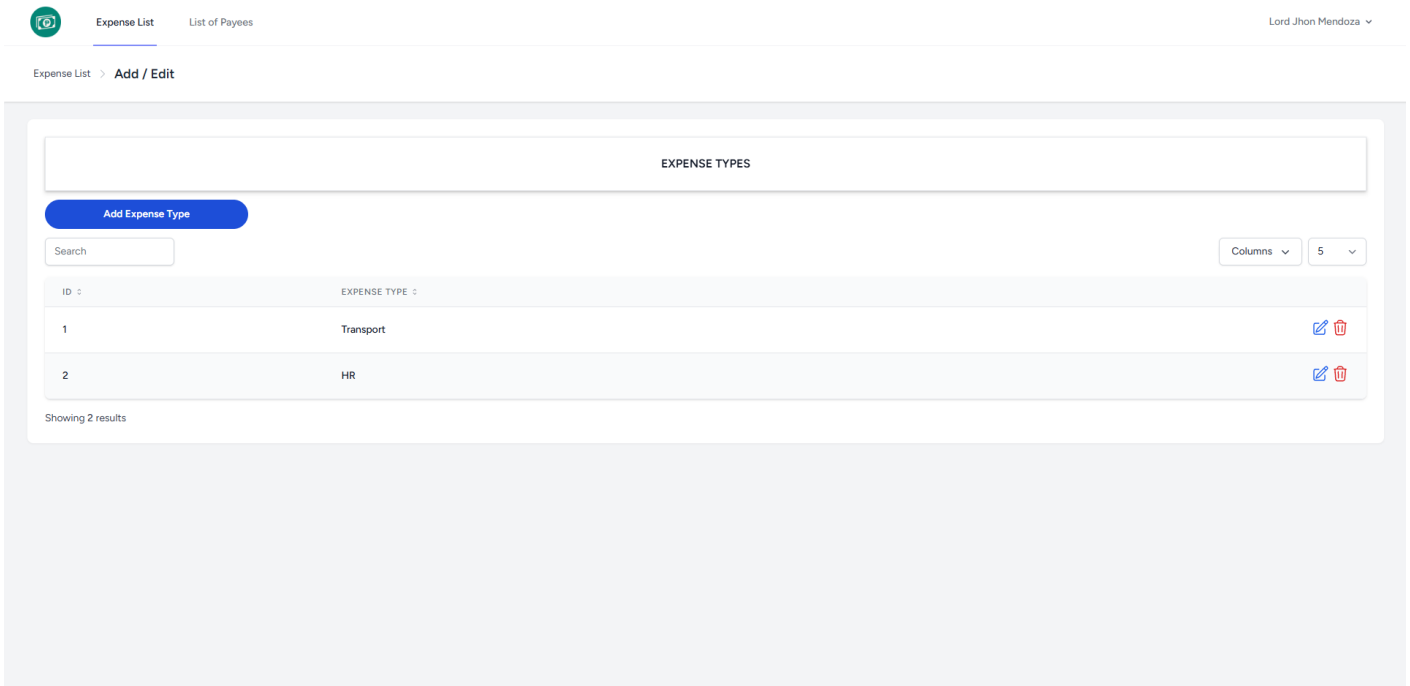 Expense List List of Payees Lord Jhon Mendoza
Expense List Add / Edit
EXPENSE TYPES
Add Expense Type
Search Columns 5
ID EXPENSE TYPE
1 Transport
2 HR
Showing 2 results